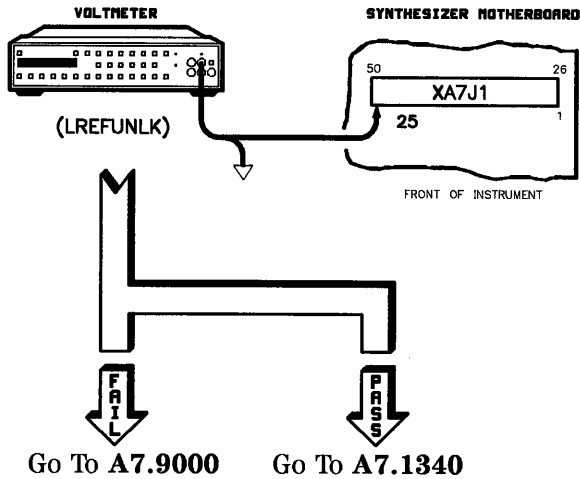 VOLTMETER
SYNTHESIZER MOTHERBOARD
50 26
XA7J1
25 1
(LREFUNLK)
FRONT OF INSTRUMENT
FAIL
PASS
Go To A7.9000
Go To A7.1340